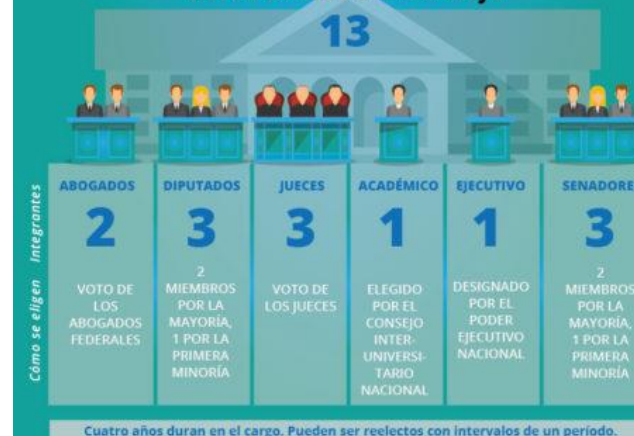 13
ABOGADOS
2
VOTO DE
LOS
ABOGADOS
FEDERALES
DIPUTADOS
3
2
MIEMBROS
POR LA
MAYORÍA,
1 POR LA
PRIMERA
MINORÍA
JUECES
3
VOTO DE
LOS JUECES
ACADÉMICO
1
ELEGIDO
POR EL
CONSEJO
INTER-
UNIVERSI-
TARIO
NACIONAL
EJECUTIVO
1
DESIGNADO
POR EL
PODER
EJECUTIVO
NACIONAL
SENADORE
3
2
MIEMBROS
POR LA
MAYORÍA,
1 POR LA
PRIMERA
MINORÍA
Integrantes
Cómo se eligen
Cuatro años duran en el cargo. Pueden ser reelectos con intervalos de un período.